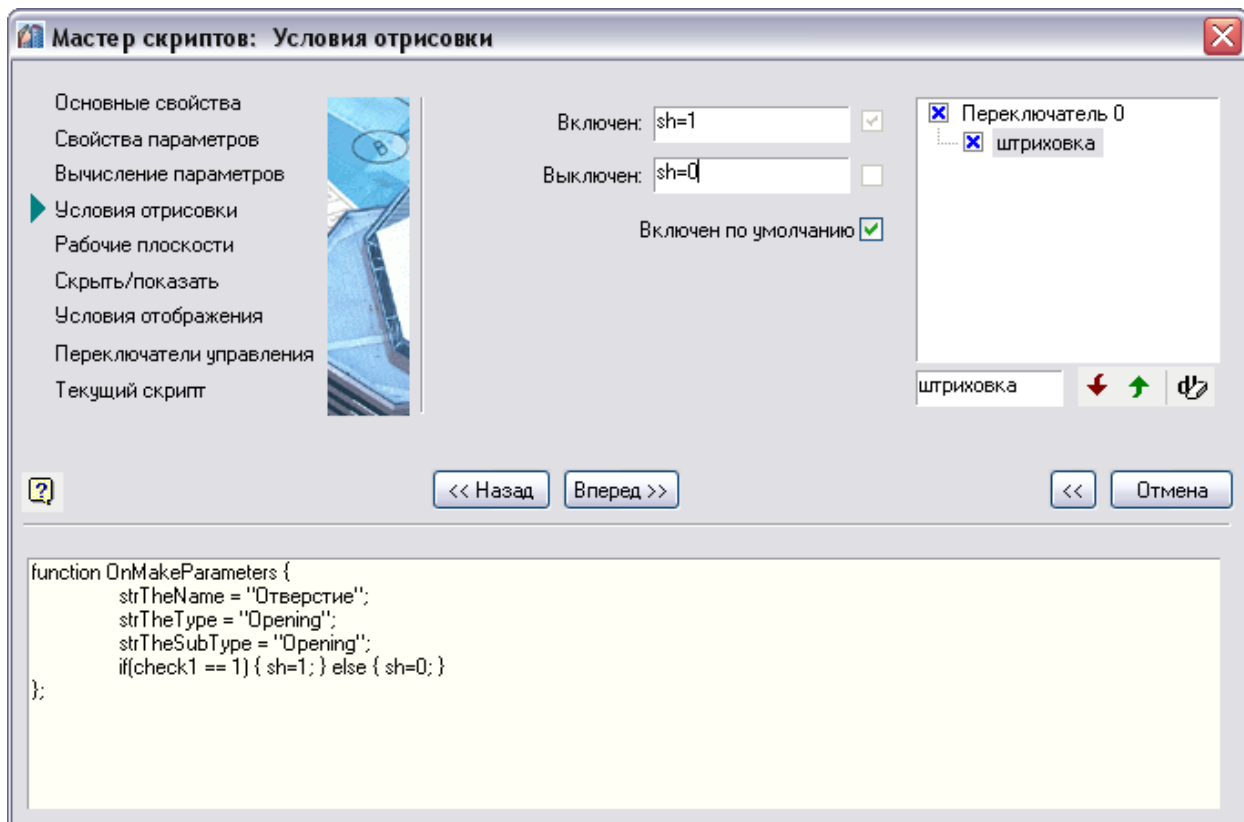 Мастер скриптов: Условия отрисовки
Основные свойства
Свойства параметров
Вычисление параметров
Условия отрисовки
Рабочие плоскости
Скрыть/показать
Условия отображения
Переключатели управления
Текущий скрипт
B
Включен: sh=1
Выключен: sh=0
Включен по умолчанию
Переключатель 0
штриховка
штриховка
<< Назад
Вперед >>
<<
Отмена
function OnMakeParameters {
strTheName = "Отверстие";
strTheType = "Opening";
strTheSubType = "Opening";
if(check1 == 1) { sh=1; } else { sh=0; }
};